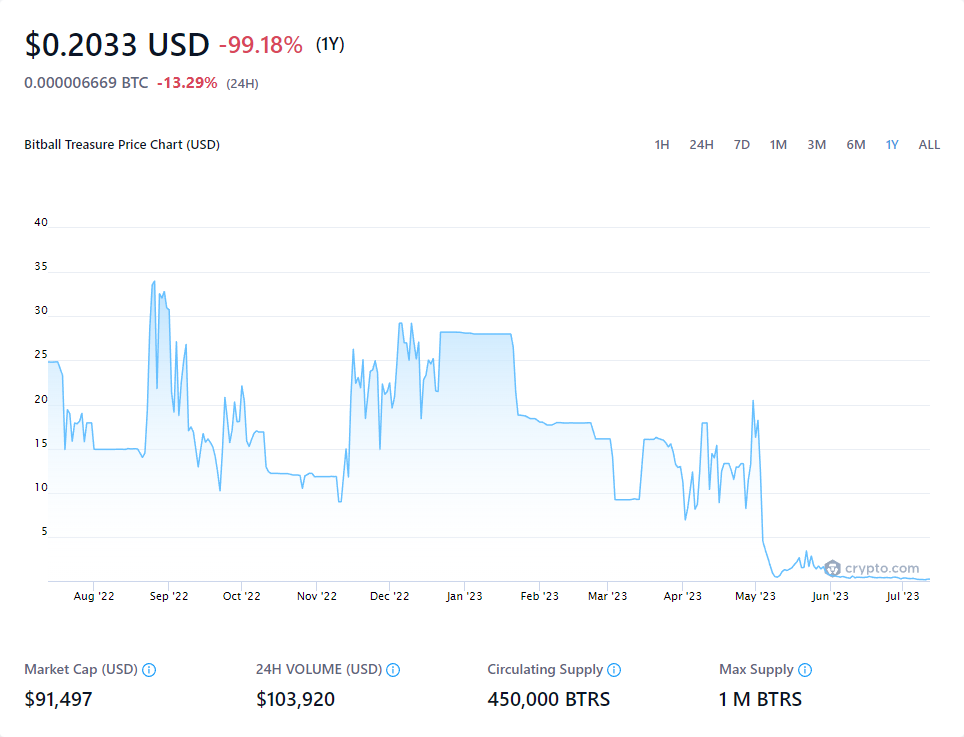 $0.2033 USD -99.18% (1Y)
0.000006669 BTC -13.29% (24H)
Bitball Treasure Price Chart (USD) 1H 24H 7D 1M 3M 6M 1Y ALL
40
35
30
25
20
15
10
5
crypto.com
Aug '22 Sep '22 Oct '22 Nov '22 Dec '22 Jan '23 Feb '23 Mar '23 Apr '23 May '23 Jun '23 Jul '23
Market Cap (USD) 24H VOLUME (USD) Circulating Supply Max Supply
$91,497 $103,920 450,000 BTRS 1 M BTRS